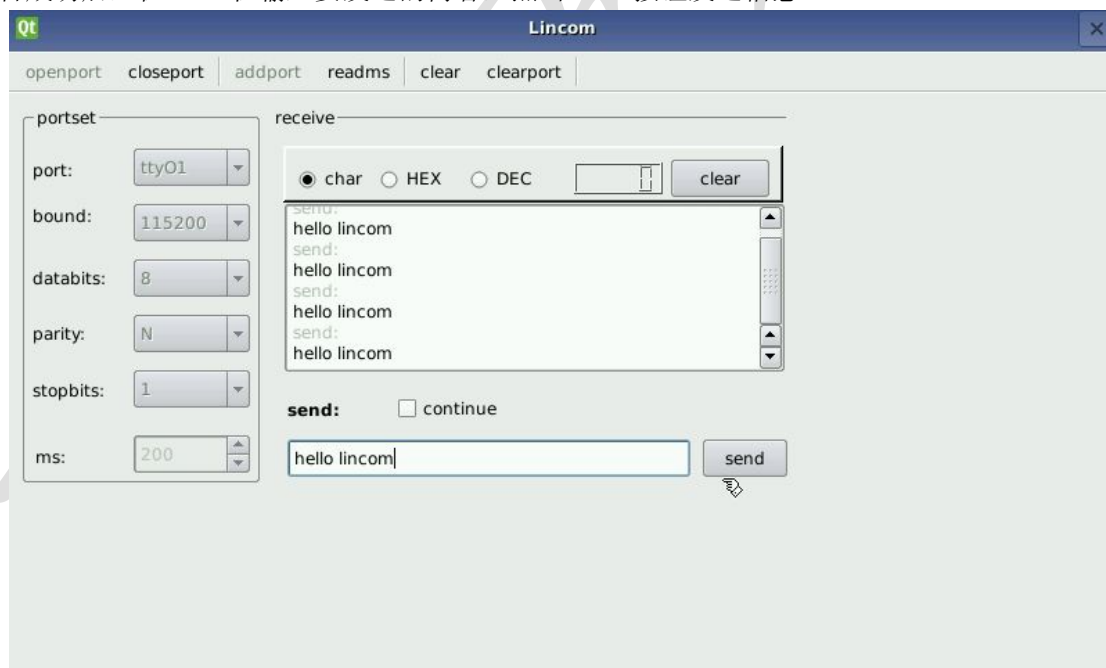 Qt Lincom
openport closeport addport readms clear clearport
portset
port: ttyO1
bound: 115200
databits: 8
parity: N
stopbits: 1
ms: 200
receive
char HEX DEC 0 clear
send:
hello lincom
send:
hello lincom
send:
hello lincom
send:
hello lincom
send: continue
hello lincom send